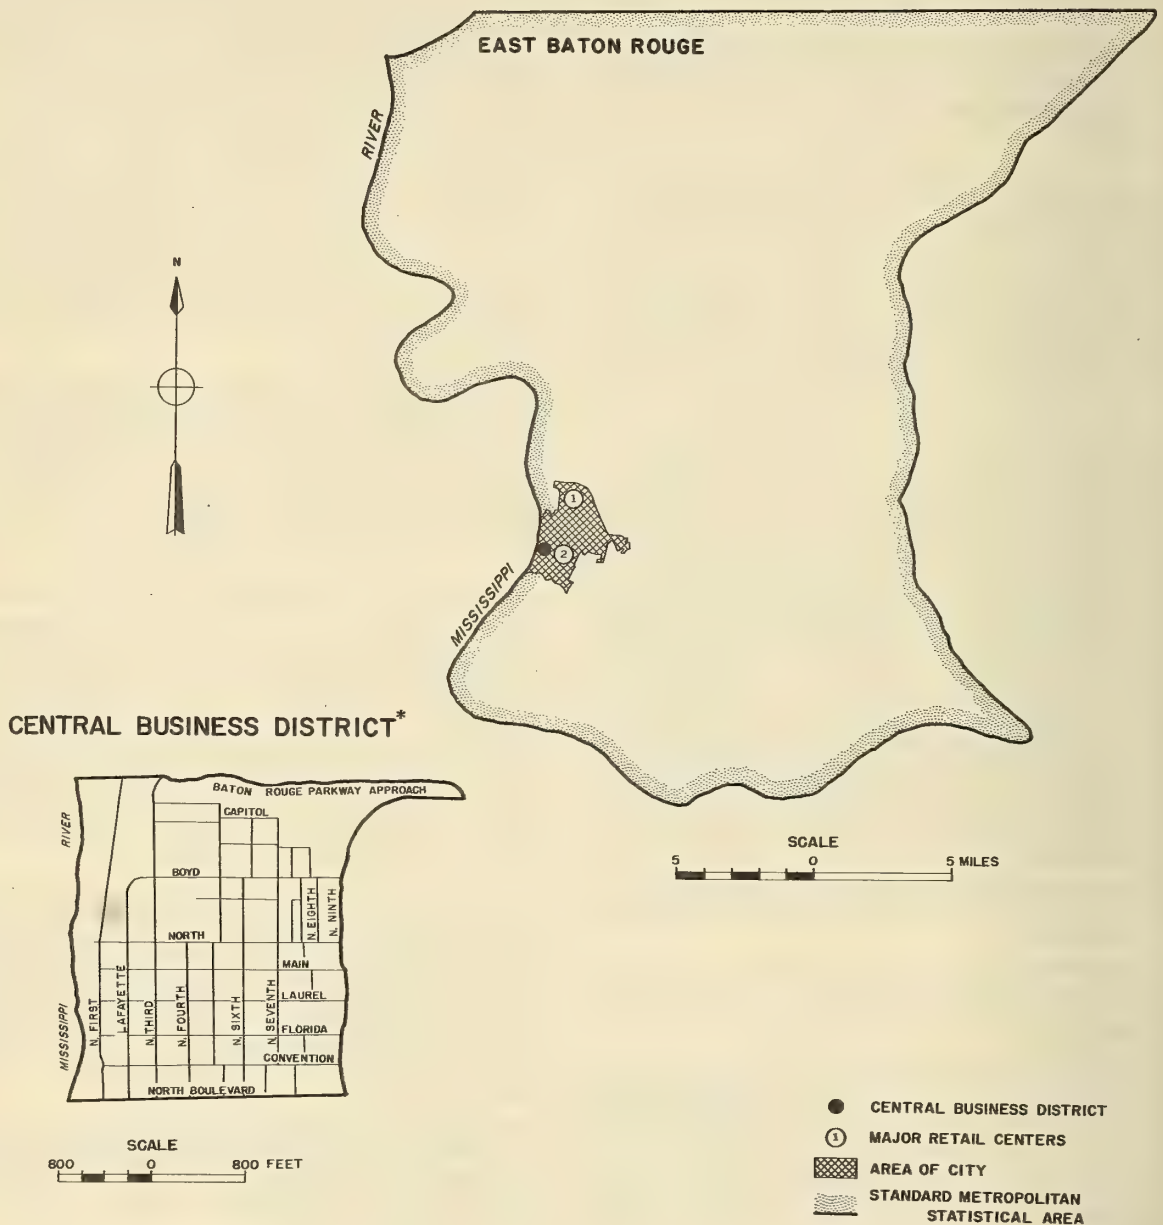 EAST BATON ROUGE
RIVER
N
1
2
MISSISSIPPI
CENTRAL BUSINESS DISTRICT*
BATON ROUGE PARKWAY APPROACH
CAPITOL
RIVER
BOYD
N. EIGHTH
N. NINTH
NORTH
MAIN
LAUREL
N. FIRST
LAFAYETTE
N. THIRD
N. FOURTH
N. SIXTH
N. SEVENTH
FLORIDA
MISSISSIPPI
CONVENTION
NORTH BOULEVARD
SCALE
5 0 5 MILES
SCALE
800 0 800 FEET
CENTRAL BUSINESS DISTRICT
1 MAJOR RETAIL CENTERS
AREA OF CITY
STANDARD METROPOLITAN
STATISTICAL AREA